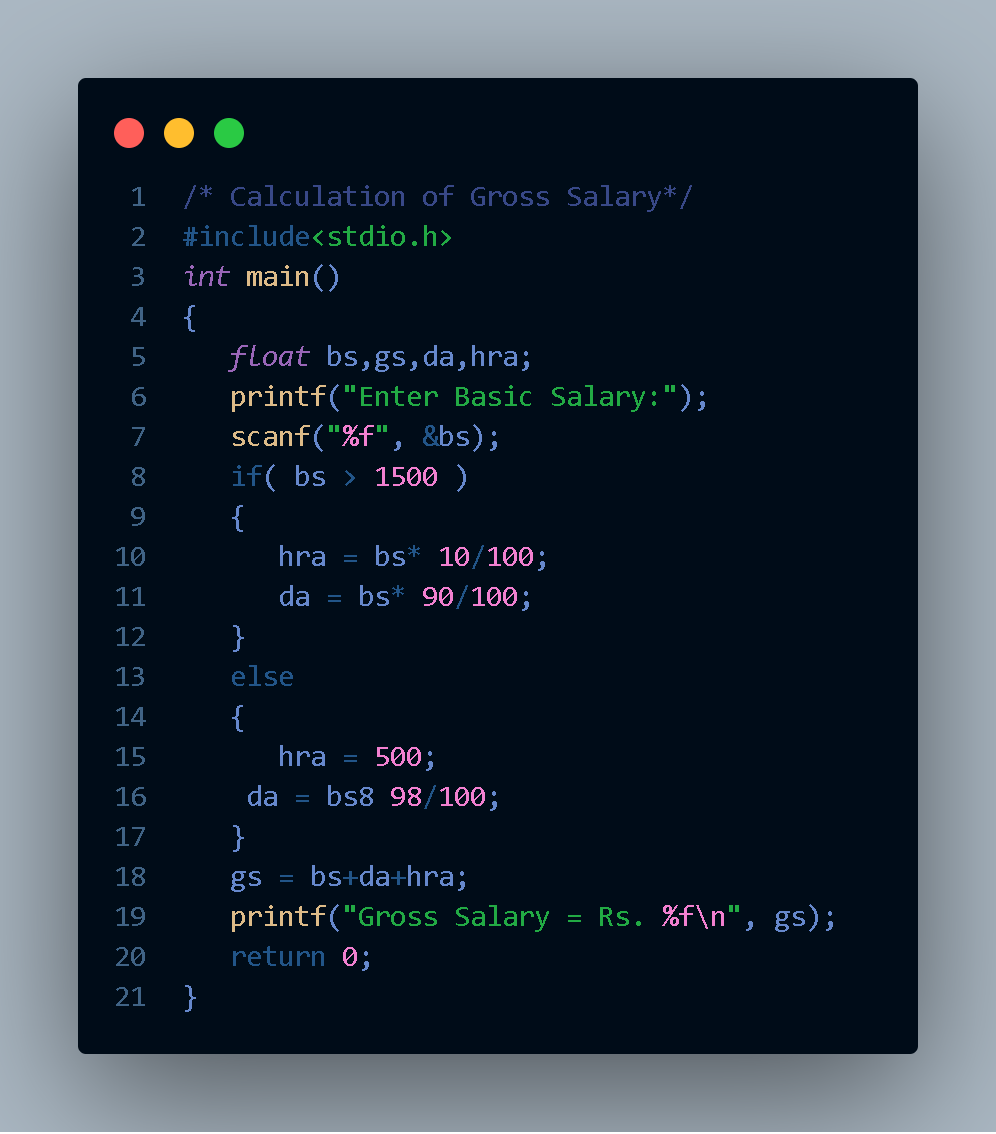 1 /* Calculation of Gross Salary*/
2 #include<stdio.h>
3 int main()
4 {
5    float bs,gs,da,hra;
6    printf("Enter Basic Salary:");
7    scanf("%f", &bs);
8    if( bs > 1500 )
9    {
10       hra = bs* 10/100;
11       da = bs* 90/100;
12    }
13    else
14    {
15       hra = 500;
16     da = bs8 98/100;
17    }
18    gs = bs+da+hra;
19    printf("Gross Salary = Rs. %f\n", gs);
20    return 0;
21 }